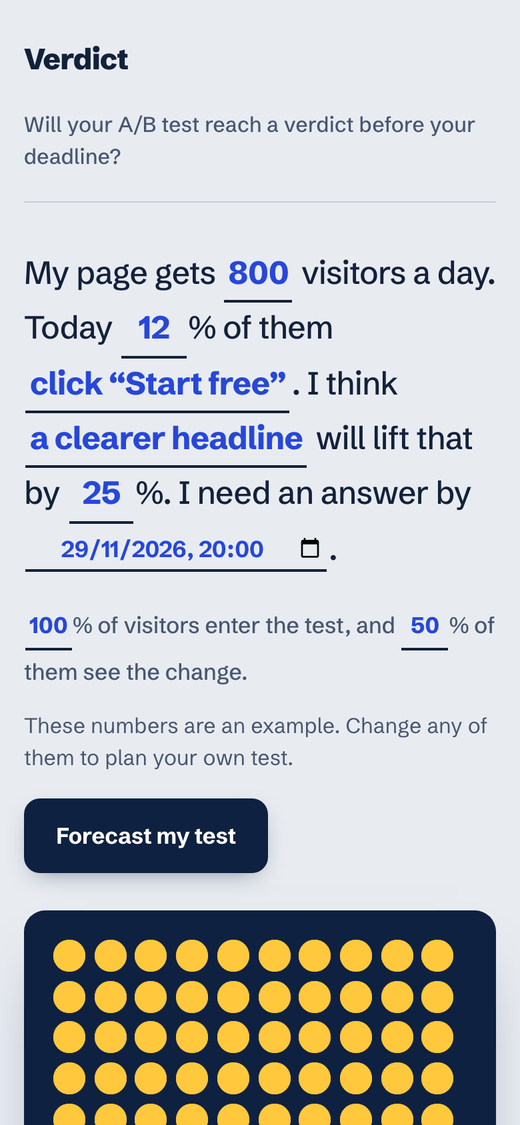 Verdict
Will your A/B test reach a verdict before your
deadline?
My page gets 800 visitors a day.
Today 12 % of them
click “Start free” . I think
a clearer headline will lift that
by 25 %. I need an answer by
29/11/2026, 20:00 .
100 % of visitors enter the test, and 50 % of
them see the change.
These numbers are an example. Change any of
them to plan your own test.
Forecast my test